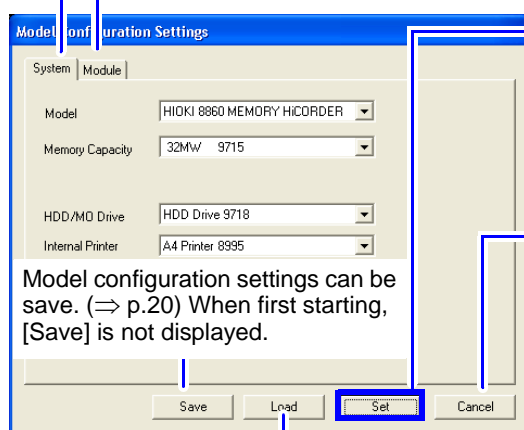 Model Configuration Settings
System Module
Model HIOKI 8860 MEMORY HiCORDER
Memory Capacity 32MW 9715
HDD/MO Drive HDD Drive 9718
Internal Printer A4 Printer 8995
Model configuration settings can be
save. (⇒ p.20) When first starting,
[Save] is not displayed.
Save Load Set Cancel